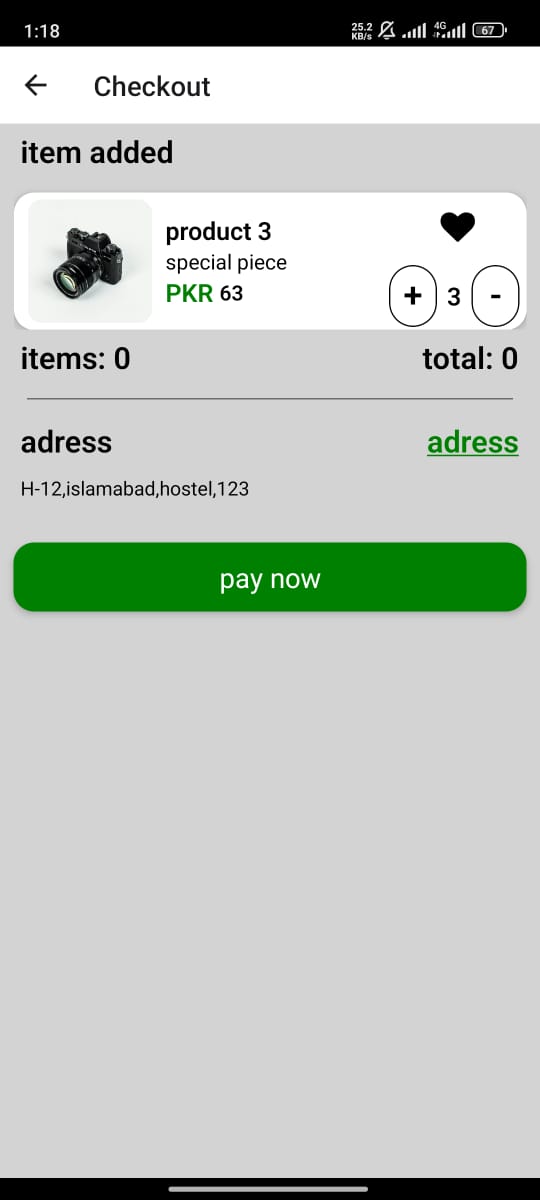 1:18 25.2 KB/s 4G 67
Checkout
item added
product 3
special piece
PKR 63
+ 3 -
items: 0 total: 0
adress adress
H-12,islamabad,hostel,123
pay now